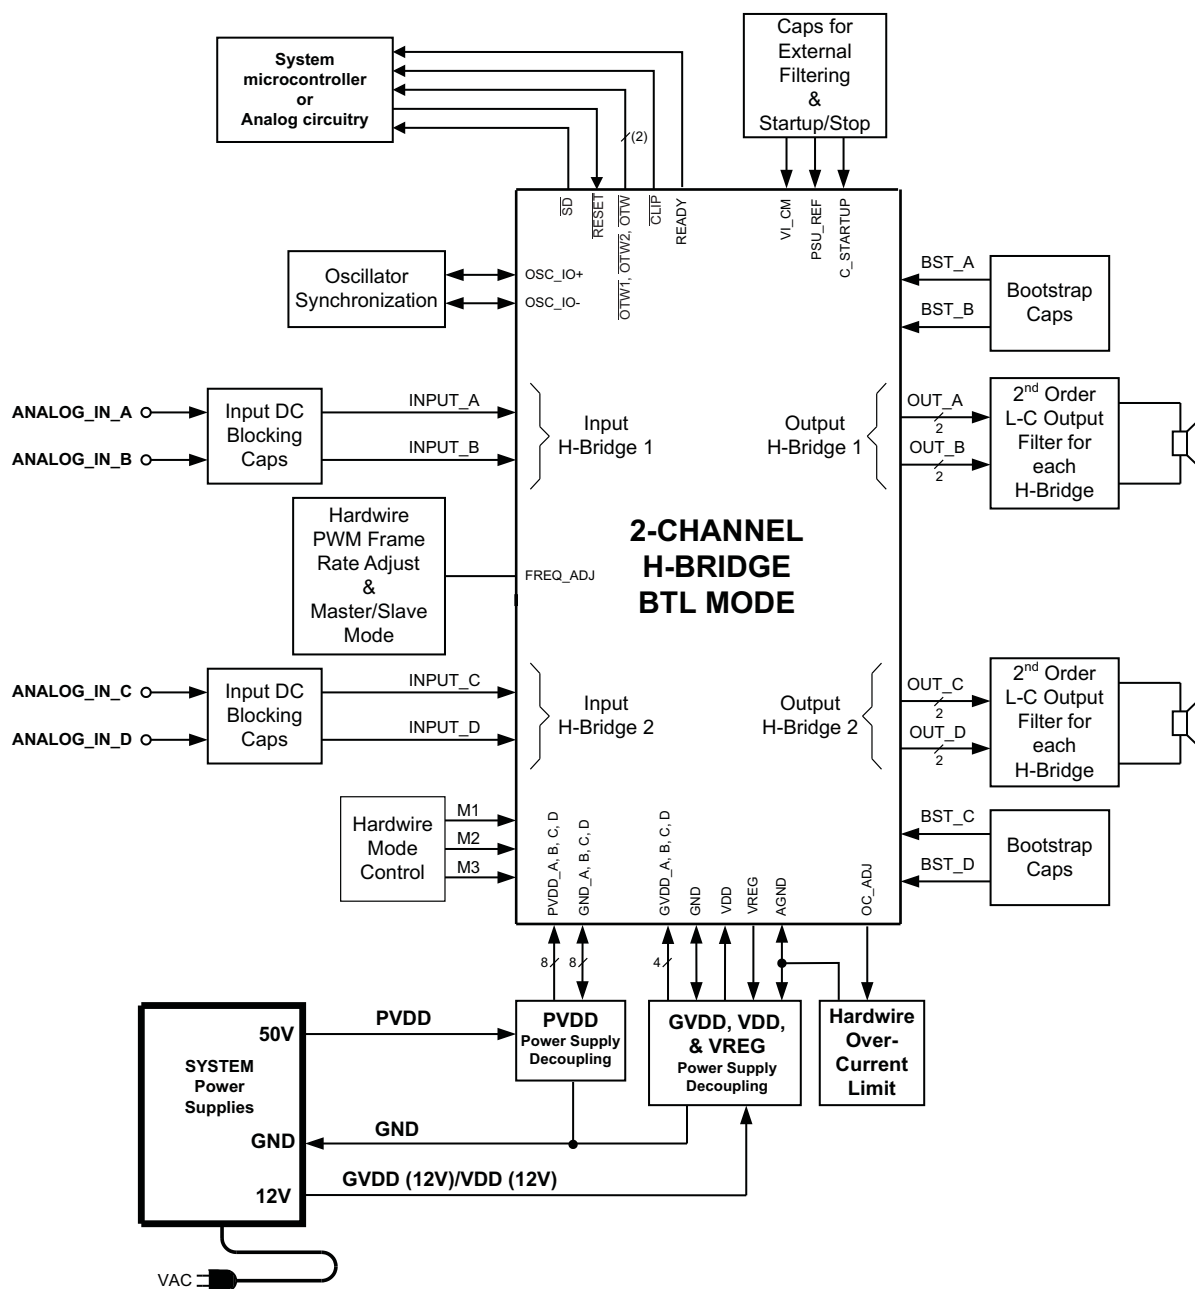 System
microcontroller
or
Analog circuitry
Caps for
External
Filtering
&
Startup/Stop
(2)
SD
RESET
OTW1, OTW2, OTW
CLIP
READY
VI_CM
PSU_REF
C_STARTUP
Oscillator
Synchronization
OSC_IO+
OSC_IO-
BST_A
BST_B
Bootstrap
Caps
ANALOG_IN_A
ANALOG_IN_B
Input DC
Blocking
Caps
INPUT_A
INPUT_B
Input
H-Bridge 1
Output
H-Bridge 1
OUT_A
2
OUT_B
2
2nd Order
L-C Output
Filter for
each
H-Bridge
Hardwire
PWM Frame
Rate Adjust
&
Master/Slave
Mode
FREQ_ADJ
2-CHANNEL
H-BRIDGE
BTL MODE
ANALOG_IN_C
ANALOG_IN_D
Input DC
Blocking
Caps
INPUT_C
INPUT_D
Input
H-Bridge 2
Output
H-Bridge 2
OUT_C
2
OUT_D
2
2nd Order
L-C Output
Filter for
each
H-Bridge
Hardwire
Mode
Control
M1
M2
M3
PVDD_A, B, C, D
GND_A, B, C, D
GVDD_A, B, C, D
GND
VDD
VREG
AGND
OC_ADJ
BST_C
BST_D
Bootstrap
Caps
8
8
4
50V
SYSTEM
Power
Supplies
GND
12V
PVDD
PVDD
Power Supply
Decoupling
GVDD, VDD,
& VREG
Power Supply
Decoupling
Hardwire
Over-
Current
Limit
GND
GVDD (12V)/VDD (12V)
VAC